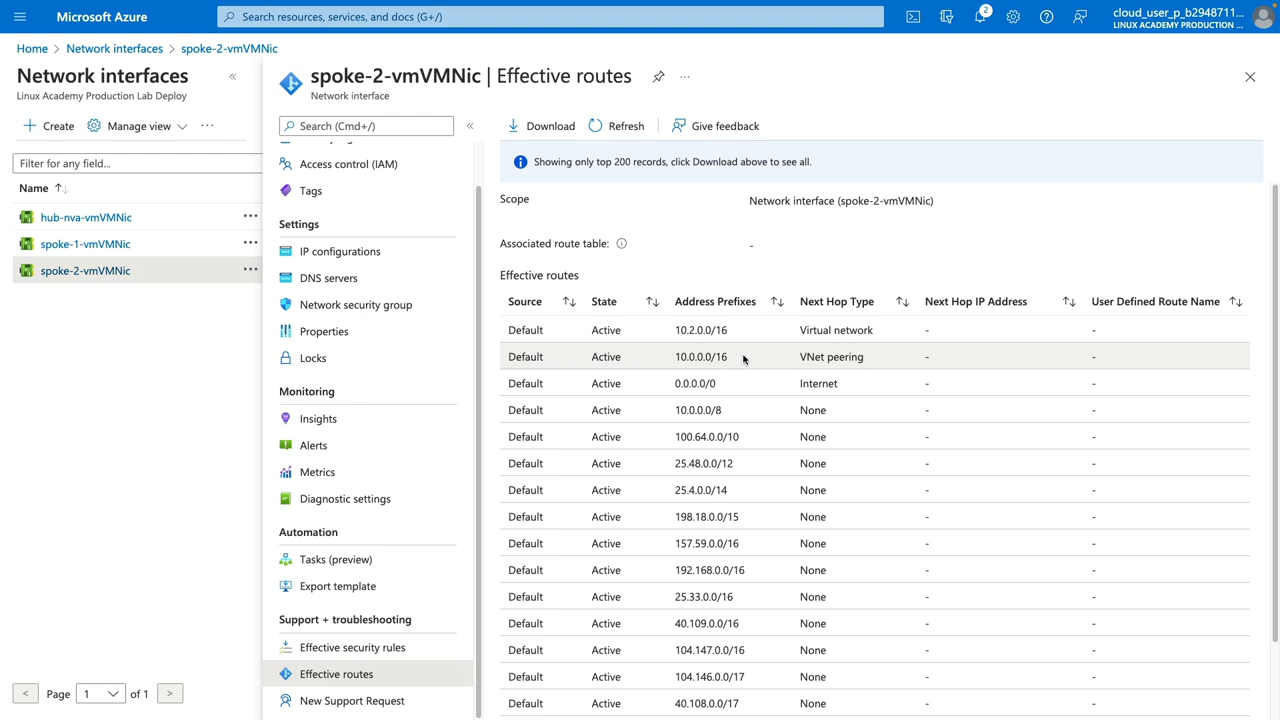 Microsoft Azure
Search resources, services, and docs (G+/)
2
cloud_user_p_b2948711...
LINUX ACADEMY PRODUCTION ...
Home > Network interfaces > spoke-2-vmVMNic
Network interfaces
Linux Academy Production Lab Deploy
Create
Manage view
Filter for any field...
Name
hub-nva-vmVMNic
spoke-1-vmVMNic
spoke-2-vmVMNic
< Page 1 of 1 >
spoke-2-vmVMNic | Effective routes
Network interface
Search (Cmd+/)
Access control (IAM)
Tags
Settings
IP configurations
DNS servers
Network security group
Properties
Locks
Monitoring
Insights
Alerts
Metrics
Diagnostic settings
Automation
Tasks (preview)
Export template
Support + troubleshooting
Effective security rules
Effective routes
New Support Request
Download Refresh Give feedback
Showing only top 200 records, click Download above to see all.
Scope Network interface (spoke-2-vmVMNic)
Associated route table: -
Effective routes
Source State Address Prefixes Next Hop Type Next Hop IP Address User Defined Route Name
Default Active 10.2.0.0/16 Virtual network - -
Default Active 10.0.0.0/16 VNet peering - -
Default Active 0.0.0.0/0 Internet - -
Default Active 10.0.0.0/8 None - -
Default Active 100.64.0.0/10 None - -
Default Active 25.48.0.0/12 None - -
Default Active 25.4.0.0/14 None - -
Default Active 198.18.0.0/15 None - -
Default Active 157.59.0.0/16 None - -
Default Active 192.168.0.0/16 None - -
Default Active 25.33.0.0/16 None - -
Default Active 40.109.0.0/16 None - -
Default Active 104.147.0.0/16 None - -
Default Active 104.146.0.0/17 None - -
Default Active 40.108.0.0/17 None - -